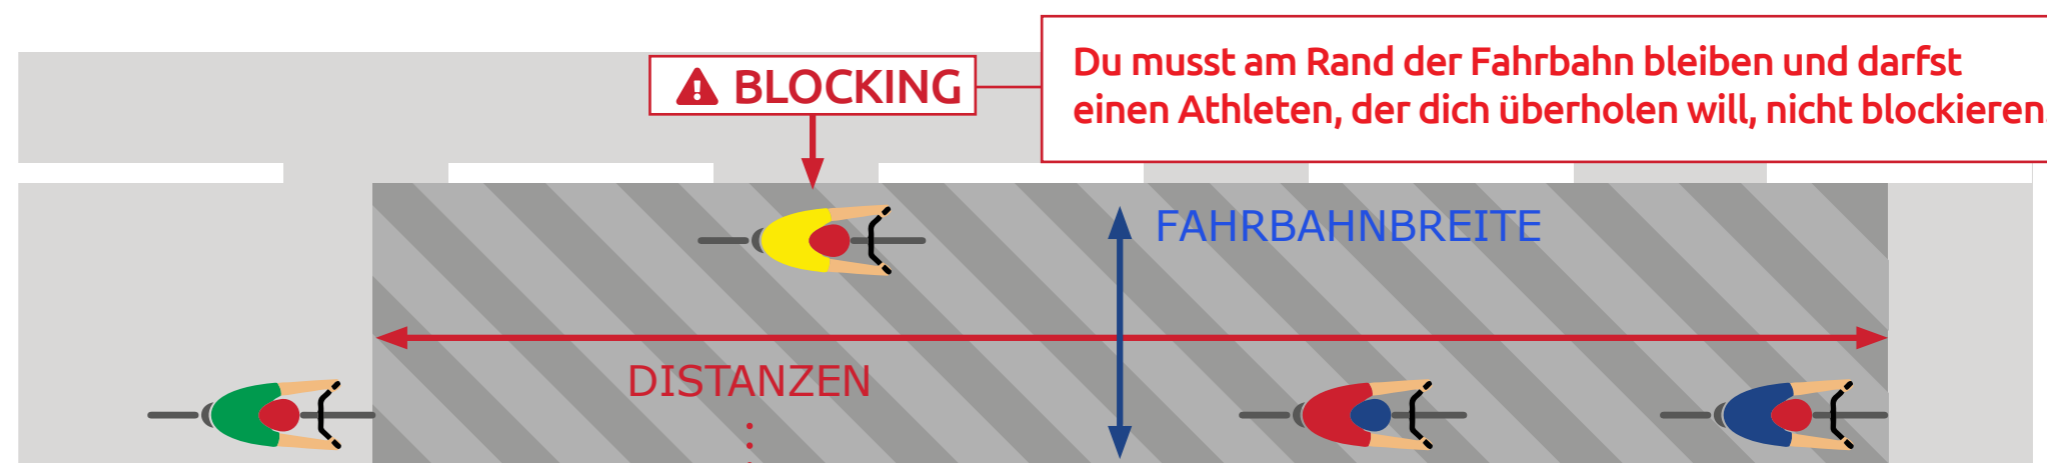 BLOCKING
Du musst am Rand der Fahrbahn bleiben und darfst
einen Athleten, der dich überholen will, nicht blockieren.
FAHRBAHNBREITE
DISTANZEN